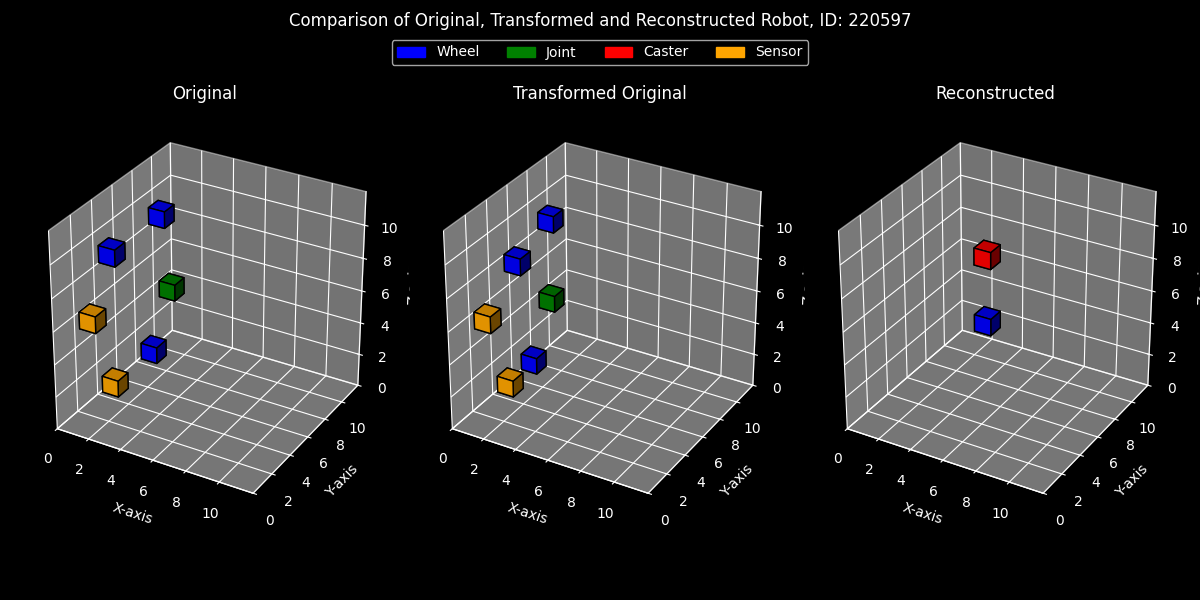 Comparison of Original, Transformed and Reconstructed Robot, ID: 220597
Wheel Joint Caster Sensor
Original Transformed Original Reconstructed
10 10 10
8 8 8
6 6 6
4 4 4
2 2 2
0 0 0
10 10 10
8 8 8
6 6 6
4 4 4
2 2 2
0 0 0
0 2 4 6 8 10 0 2 4 6 8 10 0 2 4 6 8 10
X-axis Y-axis X-axis Y-axis X-axis Y-axis